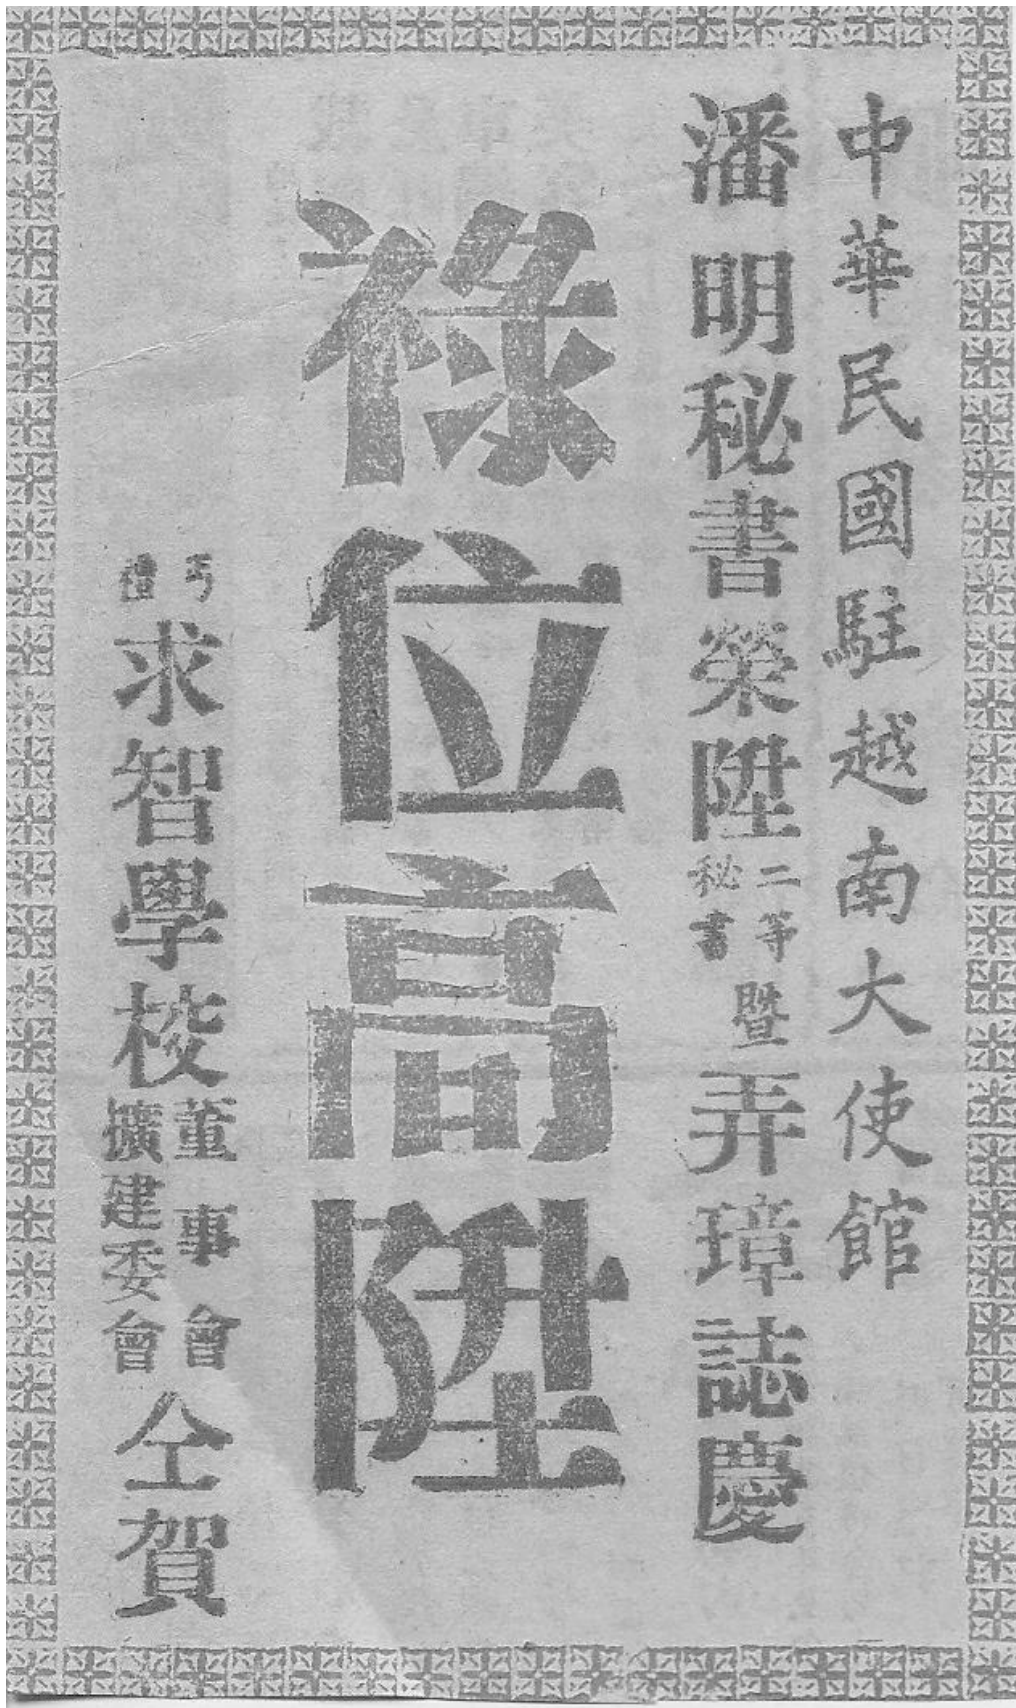 中華民國駐越南大使館
潘明秘書榮陞二等秘書暨弄璋誌慶
祿位高陞
丐禮求智學校董事會擴建委會仝賀